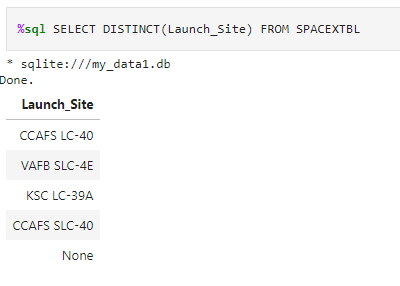 %sql SELECT DISTINCT(Launch_Site) FROM SPACEXTBL
* sqlite:///my_data1.db
Done.
Launch_Site
CCAFS LC-40
VAFB SLC-4E
KSC LC-39A
CCAFS SLC-40
None